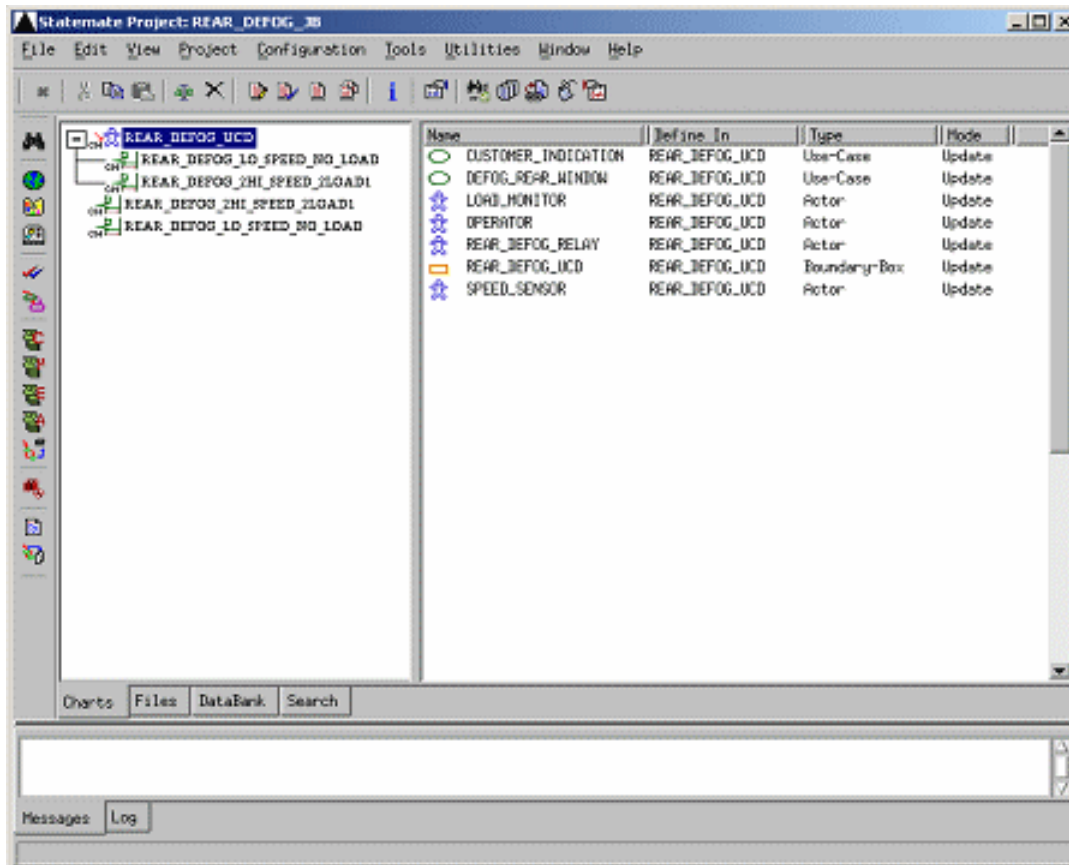 Statemate Project: REAR_DEFOG_JB
File Edit View Project Configuration Tools Utilities Window Help
REAR_DEFOG_UCD
REAR_DEFOG_LO_SPEED_NO_LOAD
REAR_DEFOG_2HI_SPEED_2LOAD1
REAR_DEFOG_2HI_SPEED_2LOAD1
REAR_DEFOG_LO_SPEED_NO_LOAD
Name Define In Type Mode
CUSTOMER_INDICATION REAR_DEFOG_UCD Use-Case Update
DEFOG_REAR_WINDOW REAR_DEFOG_UCD Use-Case Update
LOAD_MONITOR REAR_DEFOG_UCD Actor Update
OPERATOR REAR_DEFOG_UCD Actor Update
REAR_DEFOG_RELAY REAR_DEFOG_UCD Actor Update
REAR_DEFOG_UCD REAR_DEFOG_UCD Boundary-Box Update
SPEED_SENSOR REAR_DEFOG_UCD Actor Update
Charts Files DataBank Search
Messages Log